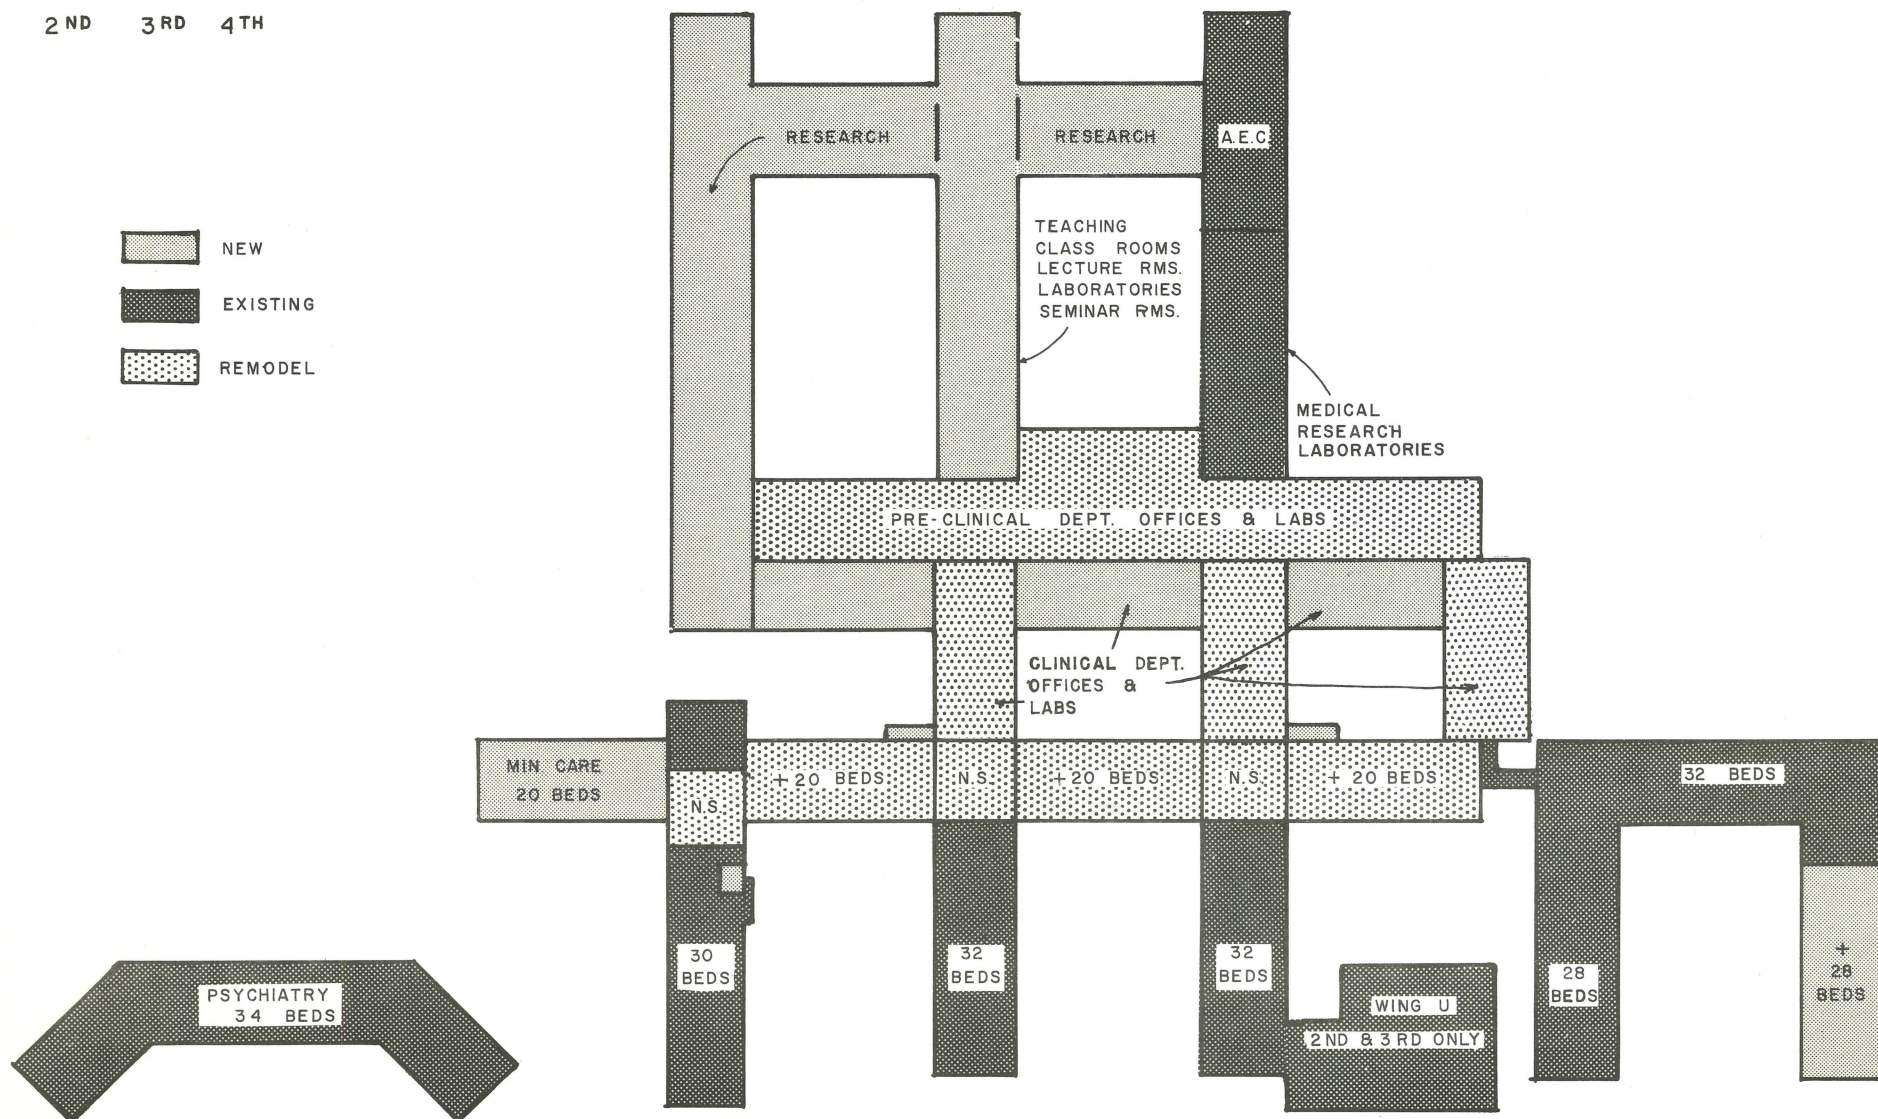 2ND 3RD 4TH
NEW
EXISTING
REMODEL
RESEARCH
RESEARCH
A.E.C.
TEACHING
CLASS ROOMS
LECTURE RMS.
LABORATORIES
SEMINAR RMS.
MEDICAL
RESEARCH
LABORATORIES
PRE-CLINICAL DEPT. OFFICES & LABS
CLINICAL DEPT.
OFFICES &
LABS
MIN CARE
20 BEDS
N.S.
+ 20 BEDS
N.S.
+ 20 BEDS
N.S.
+ 20 BEDS
32 BEDS
30
BEDS
32
BEDS
32
BEDS
28
BEDS
+
28
BEDS
PSYCHIATRY
34 BEDS
WING U
2ND & 3RD ONLY